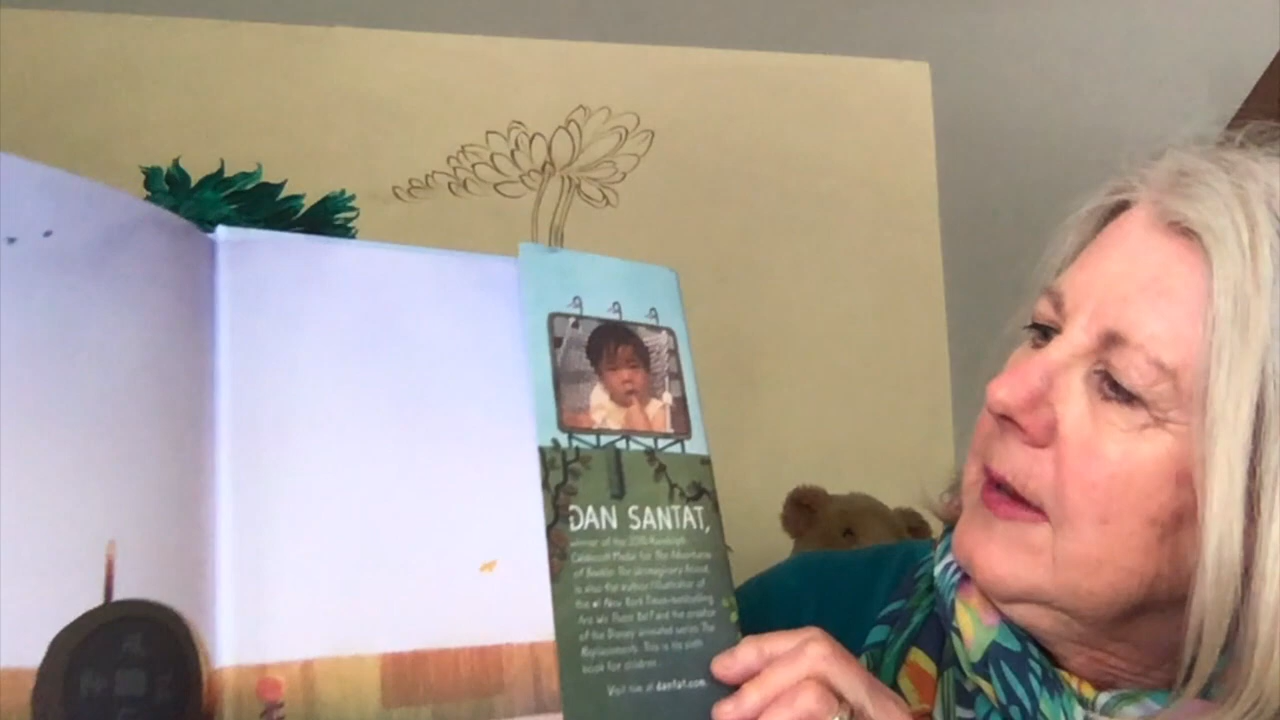 DAN SANTAT,
winner of the 2015 Randolph
Caldecott Medal for The Adventures
of Beekle: The Unimaginary Friend,
is also the author/illustrator of
the #1 New York Times-bestselling
Are We There Yet? and the creator
of the Disney animated series The
Replacements. This is his sixth
book for children.
Visit him at dantat.com.